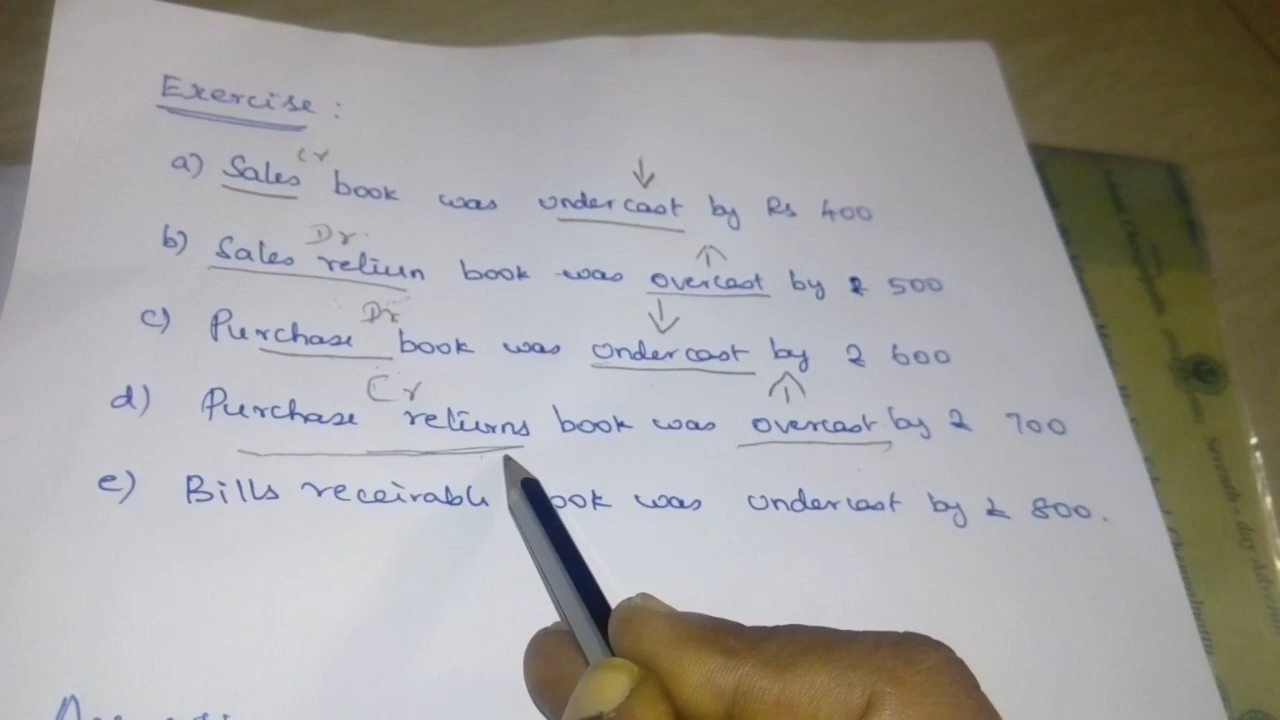 Exercise :
a) Sales Cr book was undercast by Rs 400
b) Sales return Dr book was overcast by ₹ 500
c) Purchase Dr book was undercast by ₹ 600
d) Purchase returns Cr book was overcast by ₹ 700
e) Bills receivable book was undercast by ₹ 800.
Seventh-day